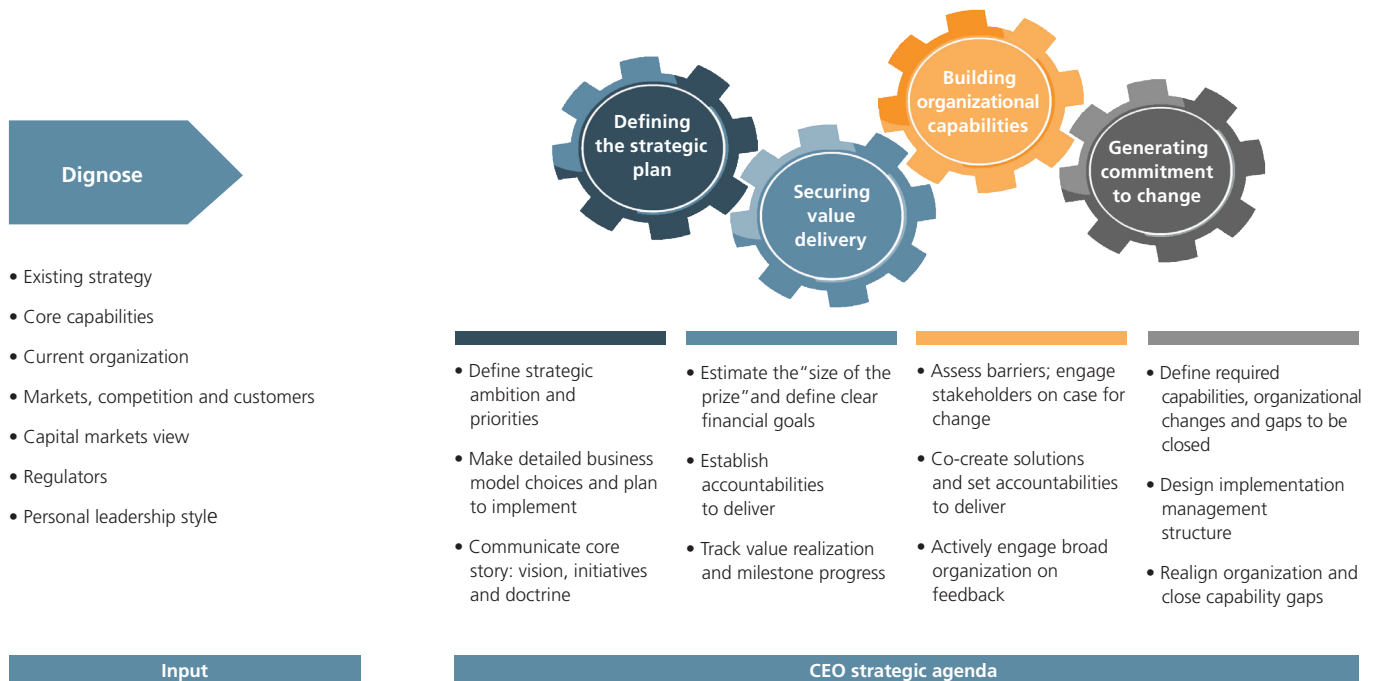 Dignose
• Existing strategy
• Core capabilities
• Current organization
• Markets, competition and customers
• Capital markets view
• Regulators
• Personal leadership style
Input
Defining
the strategic
plan
Securing
value
delivery
Building
organizational
capabilities
Generating
commitment
to change
• Define strategic
ambition and
priorities
• Make detailed business
model choices and plan
to implement
• Communicate core
story: vision, initiatives
and doctrine
• Estimate the“size of the
prize”and define clear
financial goals
• Establish
accountabilities
to deliver
• Track value realization
and milestone progress
• Assess barriers; engage
stakeholders on case for
change
• Co-create solutions
and set accountabilities
to deliver
• Actively engage broad
organization on
feedback
• Define required
capabilities, organizational
changes and gaps to be
closed
• Design implementation
management
structure
• Realign organization and
close capability gaps
CEO strategic agenda